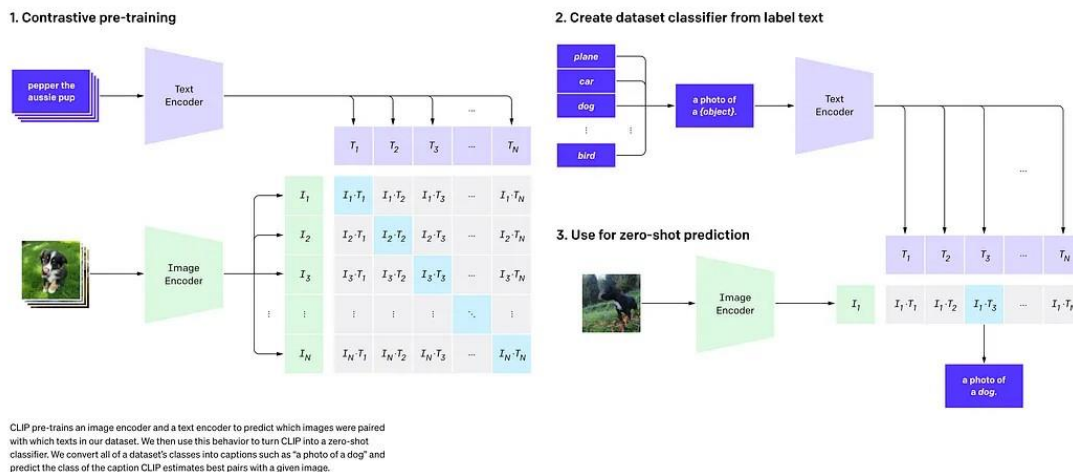 1. Contrastive pre-training
pepper the
aussie pup
Text
Encoder
...
T1 T2 T3 ... TN
I1 I1·T1 I1·T2 I1·T3 ... I1·TN
I2 I2·T1 I2·T2 I2·T3 ... I2·TN
Image
Encoder
I3 I3·T1 I3·T2 I3·T3 ... I3·TN
⋮ ⋮ ⋮ ⋮ ⋮ ⋱ ⋮
IN IN·T1 IN·T2 IN·T3 ... IN·TN
CLIP pre-trains an image encoder and a text encoder to predict which images were paired
with which texts in our dataset. We then use this behavior to turn CLIP into a zero-shot
classifier. We convert all of a dataset's classes into captions such as "a photo of a dog" and
predict the class of the caption CLIP estimates best pairs with a given image.
2. Create dataset classifier from label text
plane
car
dog
⋮ ⋮
bird
a photo of
a {object}.
Text
Encoder
...
3. Use for zero-shot prediction
T1 T2 T3 ... TN
Image
Encoder
I1 I1·T1 I1·T2 I1·T3 ... I1·TN
a photo of
a dog.